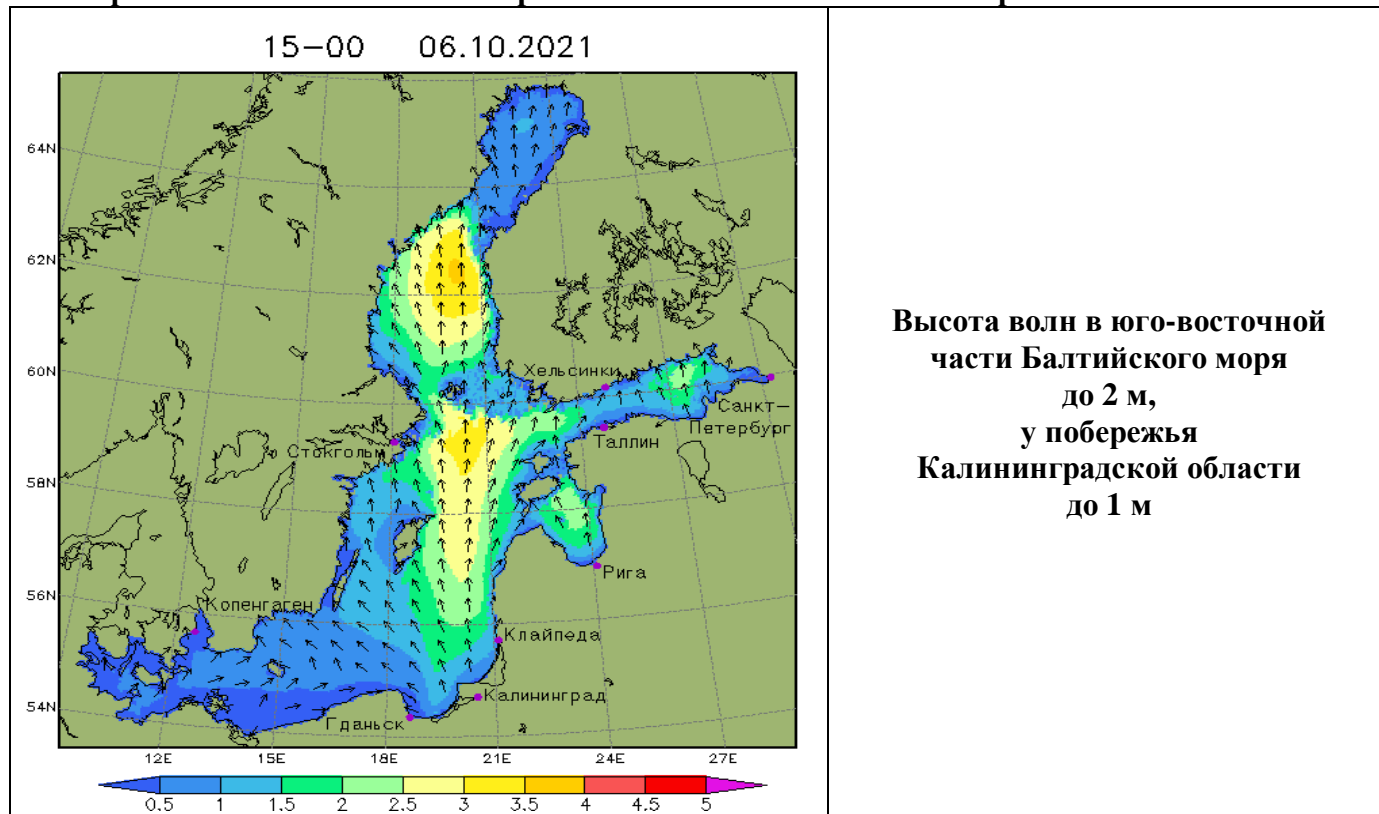 15-00 06.10.2021
64N
62N
60N
58N
56N
54N
Хельсинки
Санкт-
Петербург
Таллин
Стокгольм
Рига
Копенгаген
Клайпеда
Калининград
Гданьск
12E 15E 18E 21E 24E 27E
0.5 1 1.5 2 2.5 3 3.5 4 4.5 5
Высота волн в юго-восточной
части Балтийского моря
до 2 м,
у побережья
Калининградской области
до 1 м